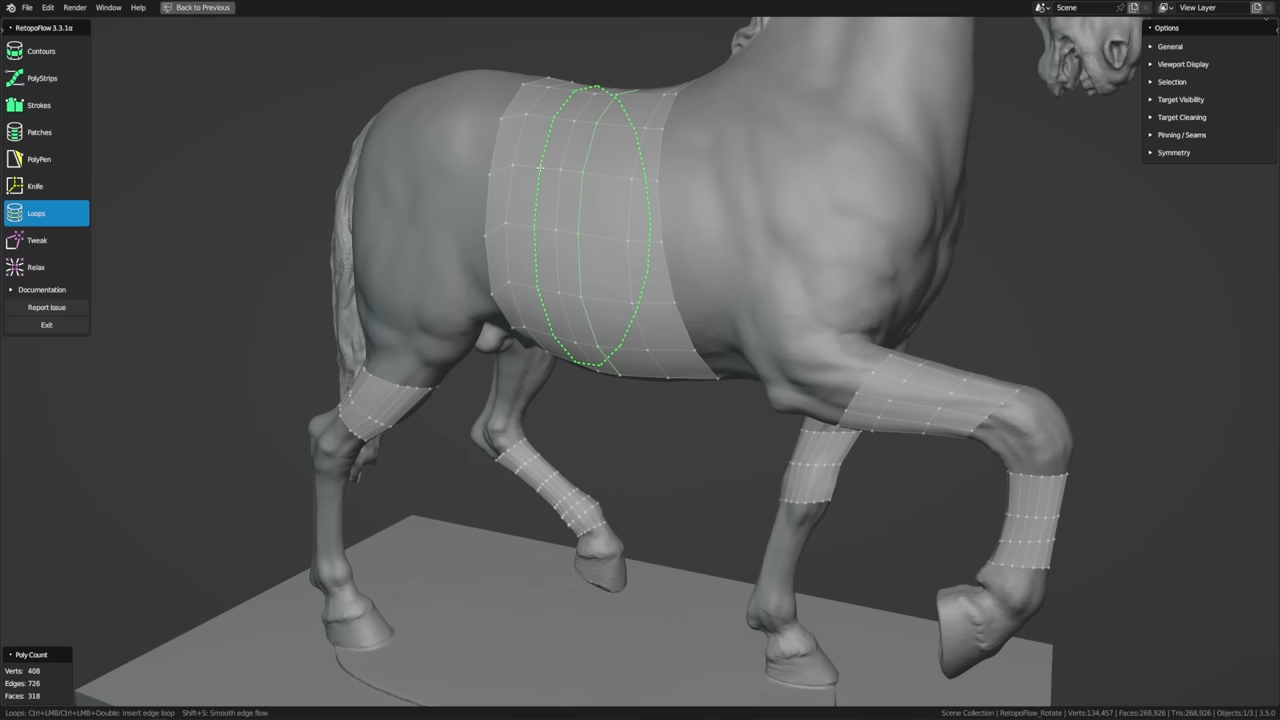 File Edit Render Window Help Back to Previous
Scene
View Layer
RetopoFlow 3.3.1α
Contours
PolyStrips
Strokes
Patches
PolyPen
Knife
Loops
Tweak
Relax
Documentation
Report Issue
Exit
Options
General
Viewport Display
Selection
Target Visibility
Target Cleaning
Pinning / Seams
Symmetry
Poly Count
Verts: 408
Edges: 726
Faces: 318
Loops: Ctrl+LMB/Ctrl+LMB+Double: Insert edge loop Shift+S: Smooth edge flow
Scene Collection | RetopoFlow_Rotate | Verts:134,457 | Faces:268,926 | Tris:268,926 | Objects:1/3 | 3.5.0